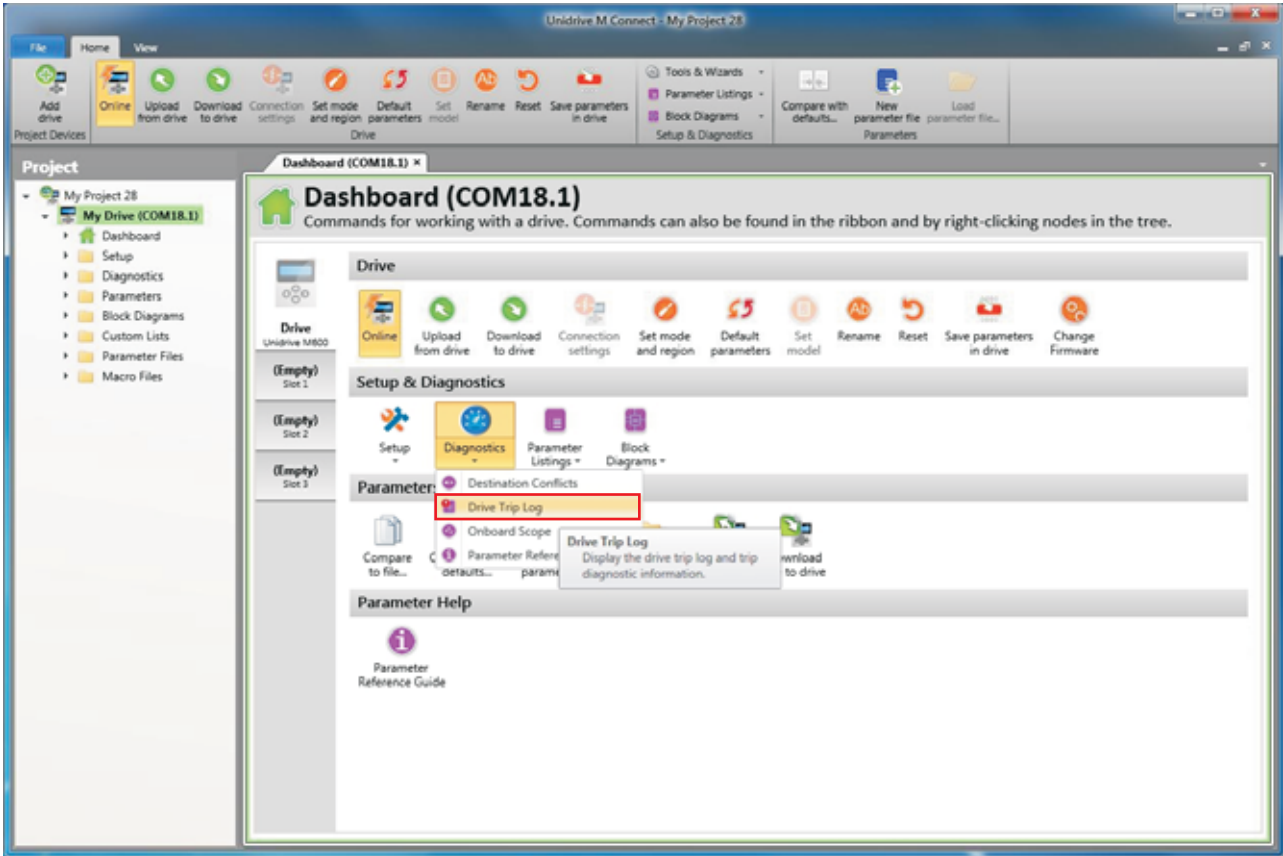 Unidrive M Connect - My Project 28
File Home View
Add drive
Online
Upload from drive
Download to drive
Connection settings
Set mode and region
Default parameters
Set model
Rename
Reset
Save parameters in drive
Tools & Wizards
Parameter Listings
Block Diagrams
Compare with defaults...
New parameter file
Load parameter file...
Project Devices
Drive
Setup & Diagnostics
Parameters
Project
My Project 28
My Drive (COM18.1)
Dashboard
Setup
Diagnostics
Parameters
Block Diagrams
Custom Lists
Parameter Files
Macro Files
Dashboard (COM18.1) ×
Dashboard (COM18.1)
Commands for working with a drive. Commands can also be found in the ribbon and by right-clicking nodes in the tree.
Drive
Unidrive M600
(Empty)
Slot 1
(Empty)
Slot 2
(Empty)
Slot 3
Drive
Online
Upload
from drive
Download
to drive
Connection
settings
Set mode
and region
Default
parameters
Set
model
Rename
Reset
Save parameters
in drive
Change
Firmware
Setup & Diagnostics
Setup
Diagnostics
Parameter
Listings
Block
Diagrams
Destination Conflicts
Drive Trip Log
Onboard Scope
Parameter Refere
Drive Trip Log
Display the drive trip log and trip
diagnostic information.
Parameter
Compare
to file...
C
defaults...
parame
wnload
to drive
Parameter Help
Parameter
Reference Guide